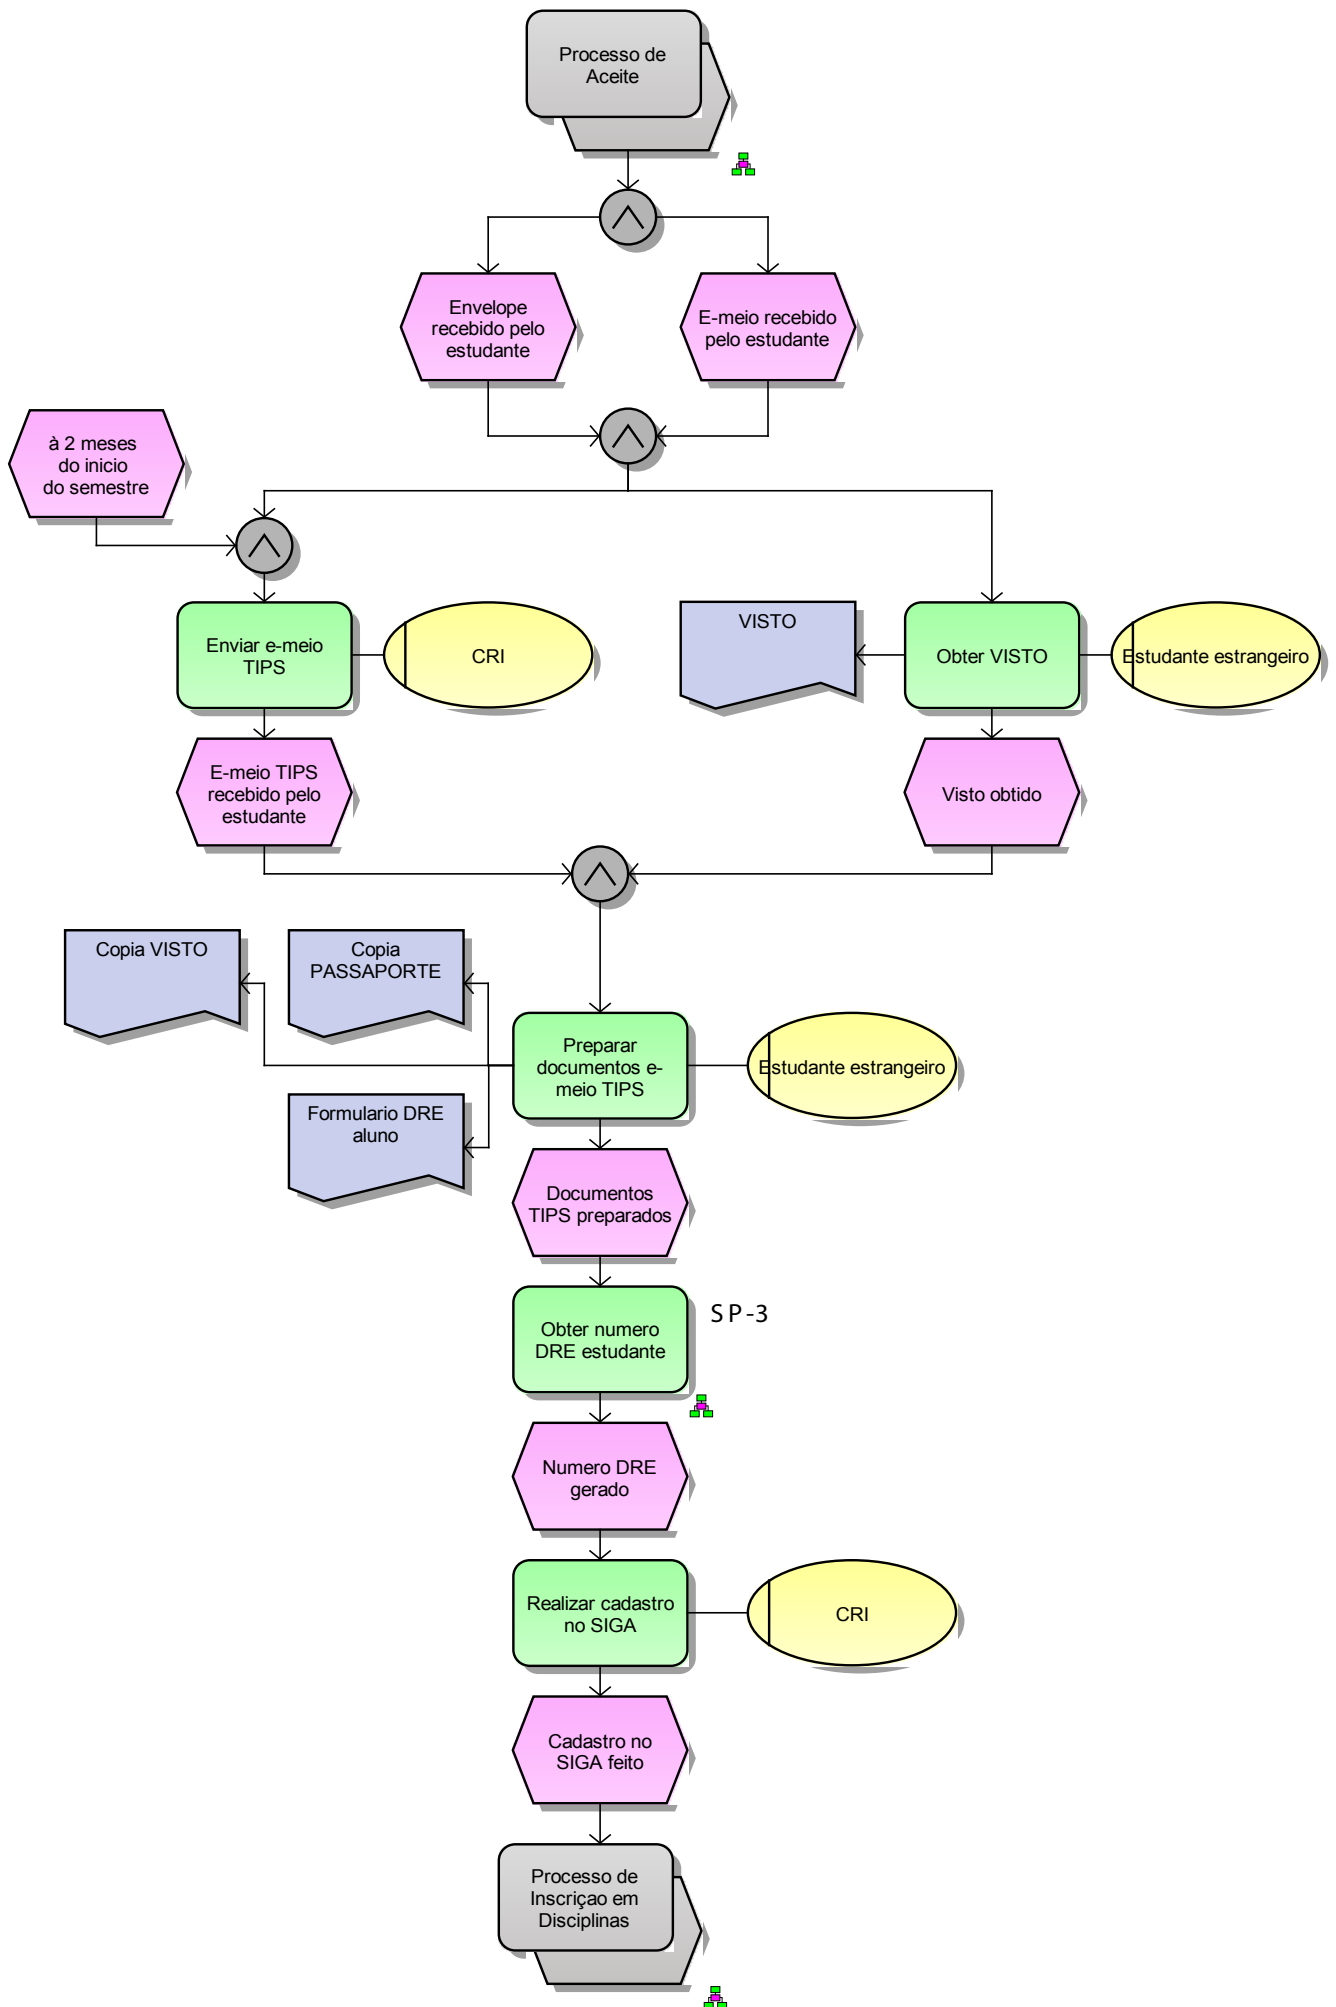 Processo de
Aceite
Envelope
recebido pelo
estudante
E-meio recebido
pelo estudante
à 2 meses
do inicio
do semestre
Enviar e-meio
TIPS
CRI
VISTO
Obter VISTO
Estudante estrangeiro
E-meio TIPS
recebido pelo
estudante
Visto obtido
Copia VISTO
Copia
PASSAPORTE
Preparar
documentos e-
meio TIPS
Estudante estrangeiro
Formulario DRE
aluno
Documentos
TIPS preparados
Obter numero
DRE estudante
SP-3
Numero DRE
gerado
Realizar cadastro
no SIGA
CRI
Cadastro no
SIGA feito
Processo de
Inscriçao em
Disciplinas